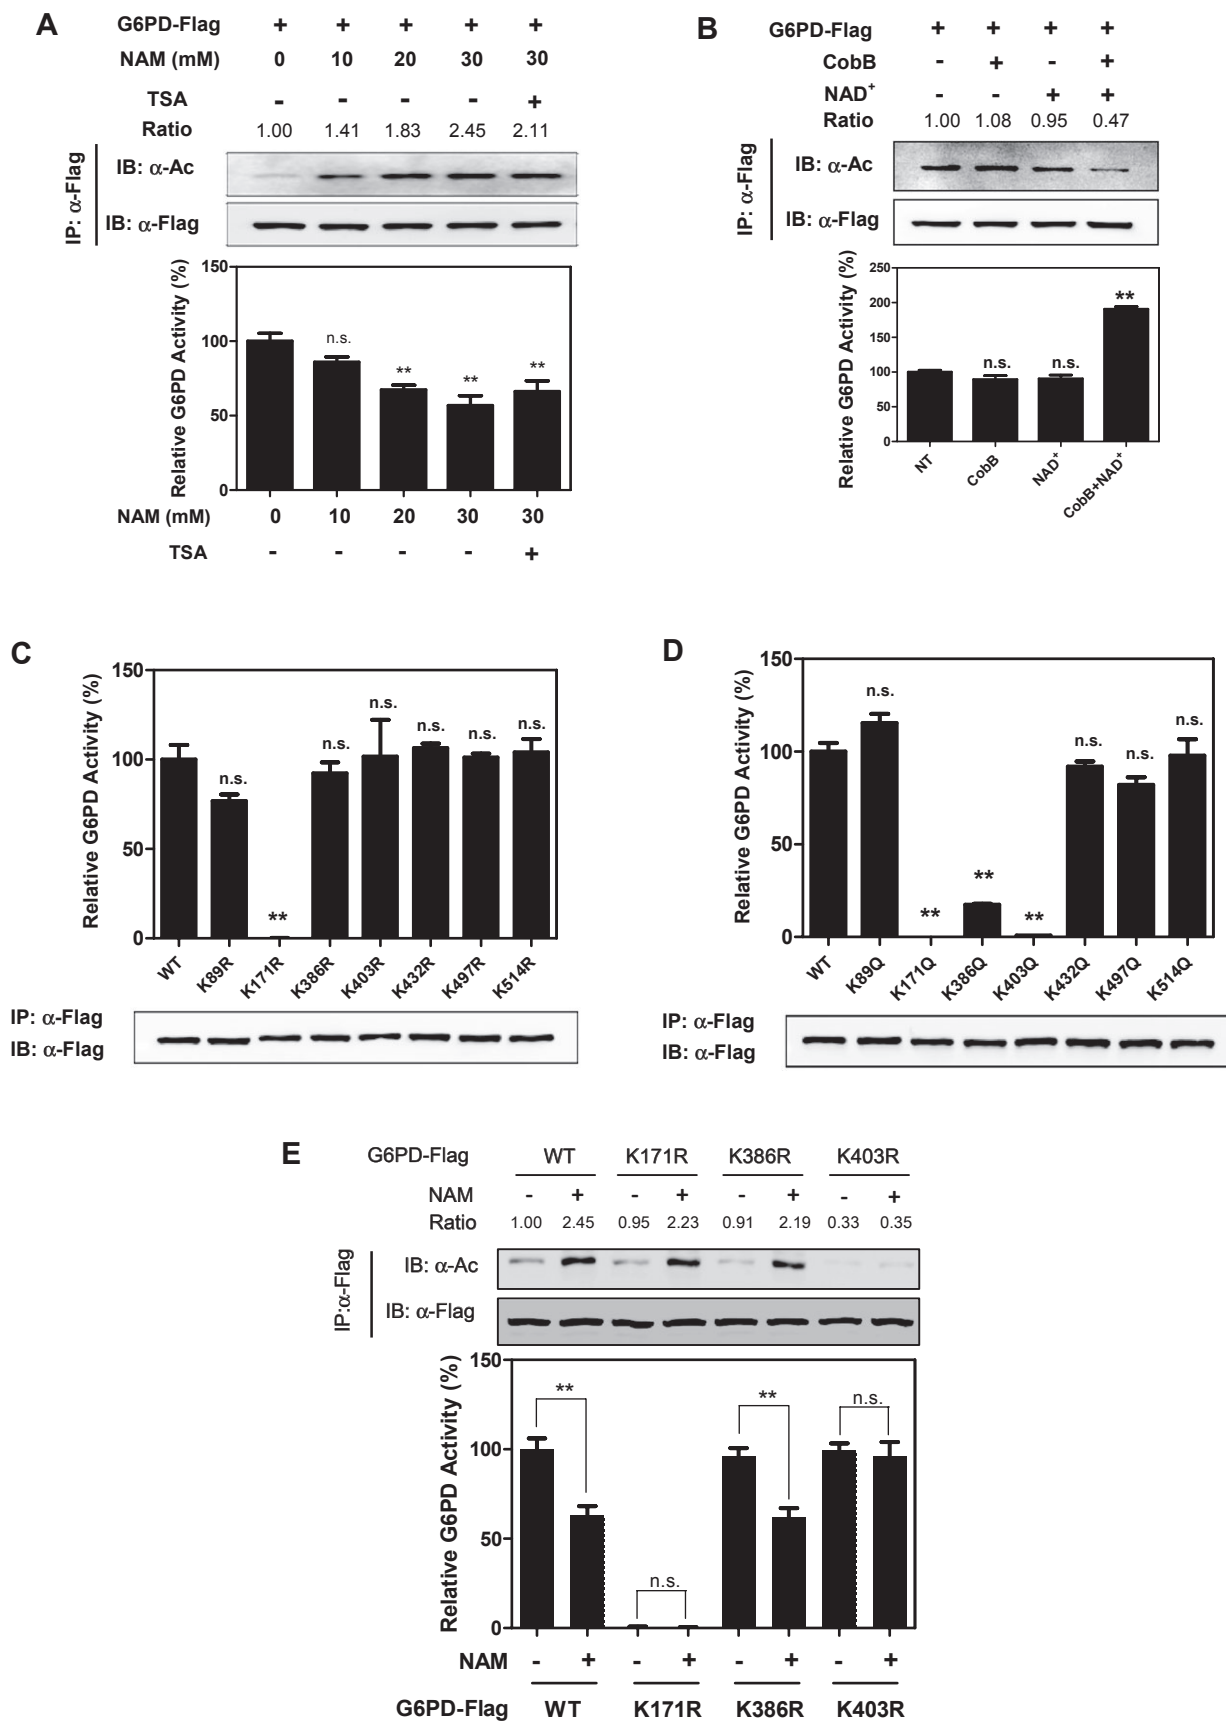 A
G6PD-Flag + + + + +
NAM (mM) 0 10 20 30 30
TSA - - - - +
Ratio 1.00 1.41 1.83 2.45 2.11
IP: α-Flag
IB: α-Ac
IB: α-Flag
Relative G6PD Activity (%)
150
100
50
0
n.s.
**
**
**
NAM (mM) 0 10 20 30 30
TSA - - - - +
B
G6PD-Flag + + + +
CobB - + - +
NAD⁺ - - + +
Ratio 1.00 1.08 0.95 0.47
IP: α-Flag
IB: α-Ac
IB: α-Flag
Relative G6PD Activity (%)
250
200
150
100
50
0
n.s.
n.s.
**
NT
CobB
NAD⁺
CobB+NAD⁺
C
Relative G6PD Activity (%)
150
100
50
0
n.s.
**
n.s.
n.s.
n.s.
n.s.
n.s.
WT
K89R
K171R
K386R
K403R
K432R
K497R
K514R
IP: α-Flag
IB: α-Flag
D
Relative G6PD Activity (%)
150
100
50
0
n.s.
**
**
**
n.s.
n.s.
n.s.
WT
K89Q
K171Q
K386Q
K403Q
K432Q
K497Q
K514Q
IP: α-Flag
IB: α-Flag
E
G6PD-Flag WT K171R K386R K403R
NAM - + - + - + - +
Ratio 1.00 2.45 0.95 2.23 0.91 2.19 0.33 0.35
IP:α-Flag
IB: α-Ac
IB: α-Flag
Relative G6PD Activity (%)
150
100
50
0
**
n.s.
**
n.s.
NAM - + - + - + - +
G6PD-Flag WT K171R K386R K403R